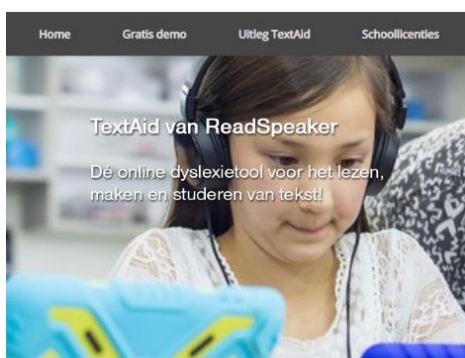 Home Gratis demo Uitleg TextAid Schoollicenties
TextAid van ReadSpeaker
Dé online dyslexietool voor het lezen,
maken en studeren van tekst!